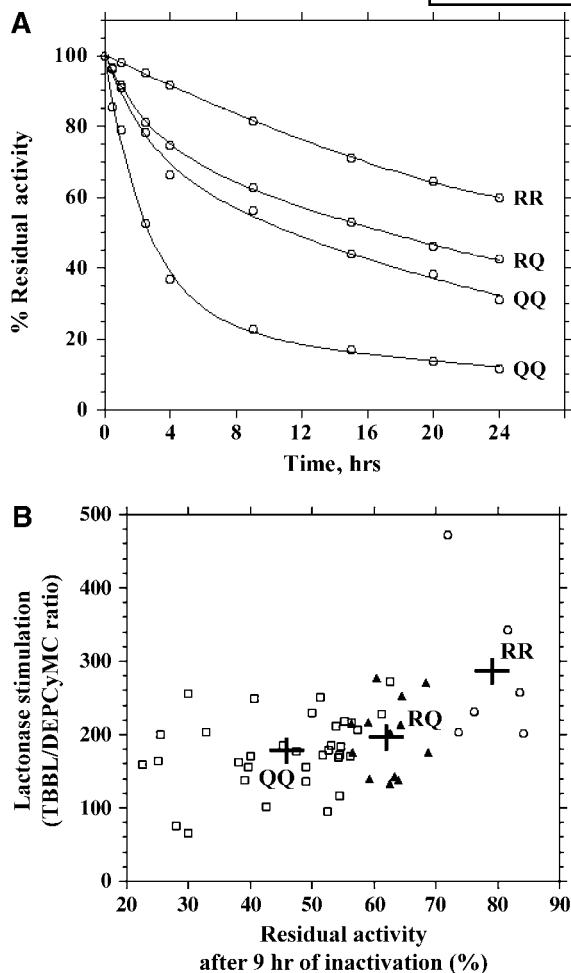 A
100
80
60
40
20
0
% Residual activity
RR
RQ
QQ
QQ
0 4 8 12 16 20 24
Time, hrs
B
500
400
300
200
100
0
Lactonase stimulation
(TBBL/DEPCyMC ratio)
RR
RQ
QQ
20 30 40 50 60 70 80 90
Residual activity
after 9 hr of inactivation (%)